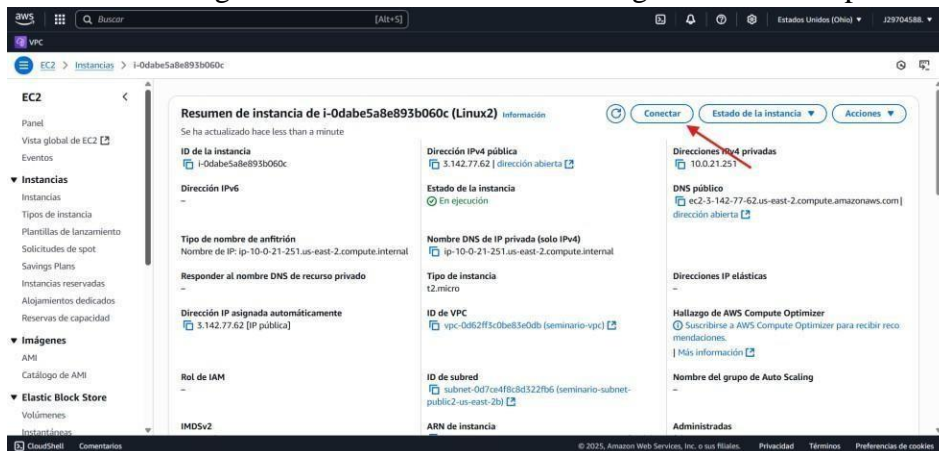 aws
Buscar
[Alt+S]
Estados Unidos (Ohio)
J29704588.
VPC
EC2 > Instancias > i-0dabe5a8e893b060c
EC2
Panel
Vista global de EC2
Eventos
Instancias
Instancias
Tipos de instancia
Plantillas de lanzamiento
Solicitudes de spot
Savings Plans
Instancias reservadas
Alojamientos dedicados
Reservas de capacidad
Imágenes
AMI
Catálogo de AMI
Elastic Block Store
Volúmenes
Instantáneas
Resumen de instancia de i-0dabe5a8e893b060c (Linux2) Información
Conectar
Estado de la instancia
Acciones
Se ha actualizado hace less than a minute
ID de la instancia
i-0dabe5a8e893b060c
Dirección IPv4 pública
3.142.77.62 | dirección abierta
Direcciones IPv4 privadas
10.0.21.251
Dirección IPv6
–
Estado de la instancia
En ejecución
DNS público
ec2-3-142-77-62.us-east-2.compute.amazonaws.com |
dirección abierta
Tipo de nombre de anfitrión
Nombre de IP: ip-10-0-21-251.us-east-2.compute.internal
Nombre DNS de IP privada (solo IPv4)
ip-10-0-21-251.us-east-2.compute.internal
Responder al nombre DNS de recurso privado
–
Tipo de instancia
t2.micro
Direcciones IP elásticas
–
Dirección IP asignada automáticamente
3.142.77.62 [IP pública]
ID de VPC
vpc-0d62ff3c0be83e0db (seminario-vpc)
Hallazgo de AWS Compute Optimizer
Suscribirse a AWS Compute Optimizer para recibir reco
mendaciones.
| Más información
Rol de IAM
–
ID de subred
subnet-0d7ce4f8c8d322fb6 (seminario-subnet-
public2-us-east-2b)
Nombre del grupo de Auto Scaling
–
IMDSv2
ARN de instancia
Administradas
CloudShell
Comentarios
© 2025, Amazon Web Services, Inc. o sus filiales.
Privacidad
Términos
Preferencias de cookies